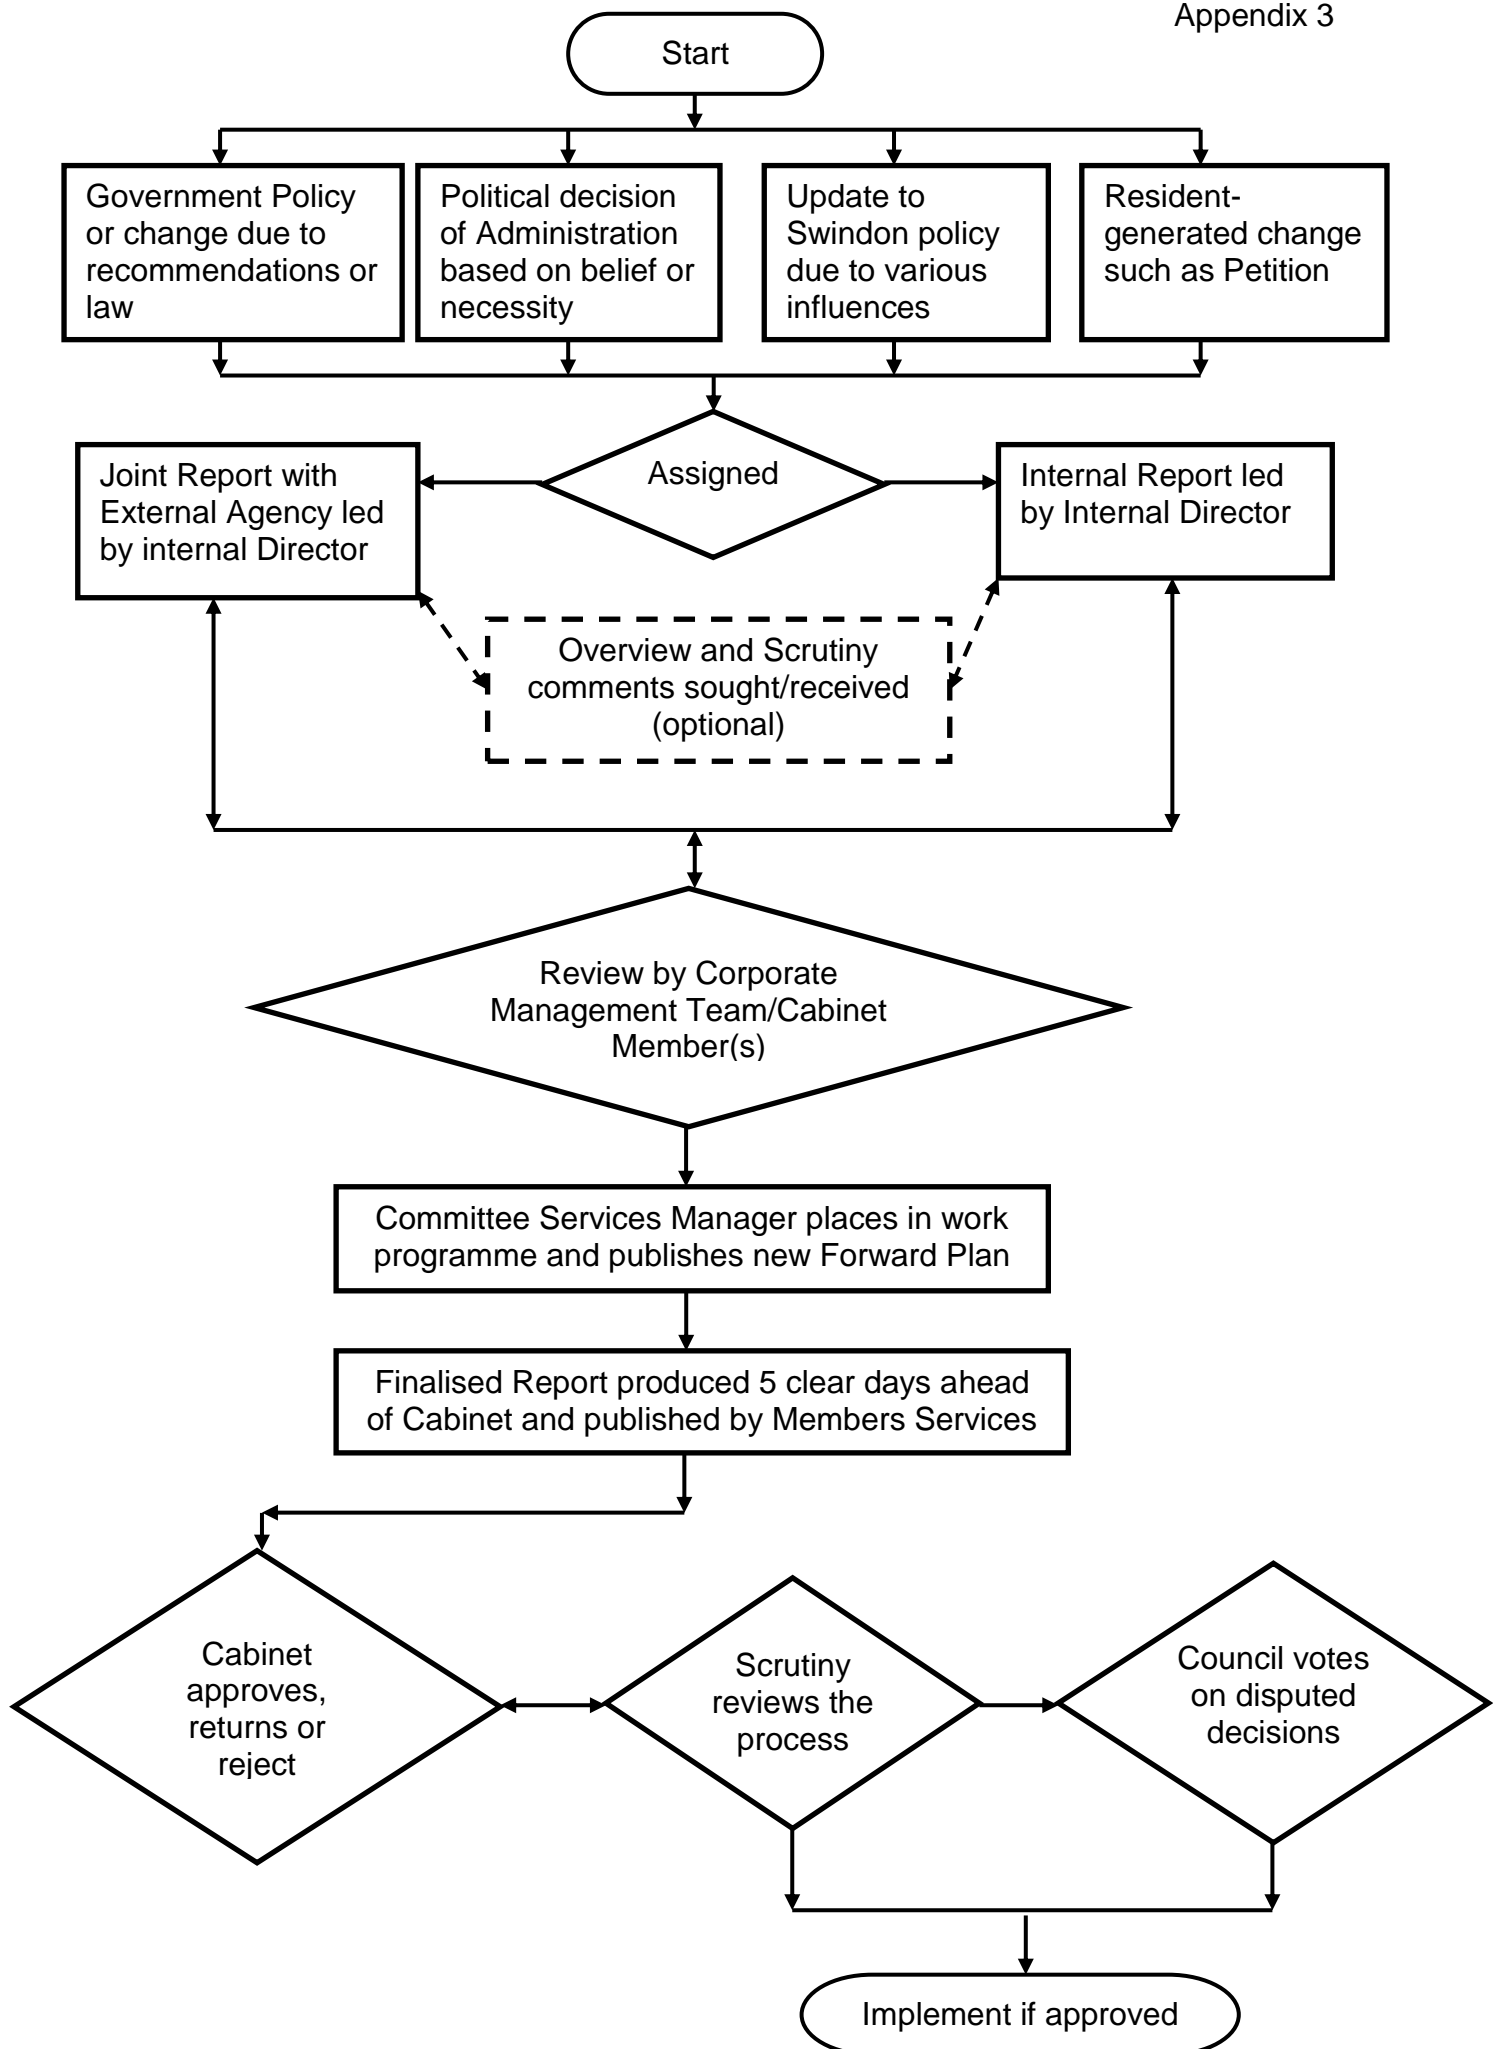 Appendix 3
Start
Government Policy
or change due to
recommendations or
law
Political decision
of Administration
based on belief or
necessity
Update to
Swindon policy
due to various
influences
Resident-
generated change
such as Petition
Joint Report with
External Agency led
by internal Director
Assigned
Internal Report led
by Internal Director
Overview and Scrutiny
comments sought/received
(optional)
Review by Corporate
Management Team/Cabinet
Member(s)
Committee Services Manager places in work
programme and publishes new Forward Plan
Finalised Report produced 5 clear days ahead
of Cabinet and published by Members Services
Cabinet
approves,
returns or
reject
Scrutiny
reviews the
process
Council votes
on disputed
decisions
Implement if approved